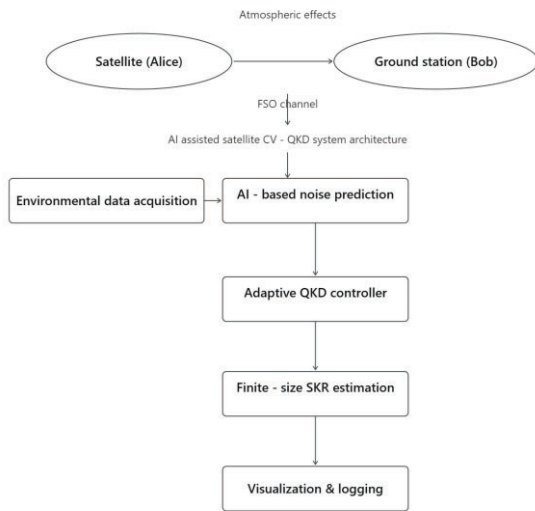 Atmospheric effects
Satellite (Alice)
Ground station (Bob)
FSO channel
AI assisted satellite CV - QKD system architecture
Environmental data acquisition
AI - based noise prediction
Adaptive QKD controller
Finite - size SKR estimation
Visualization & logging